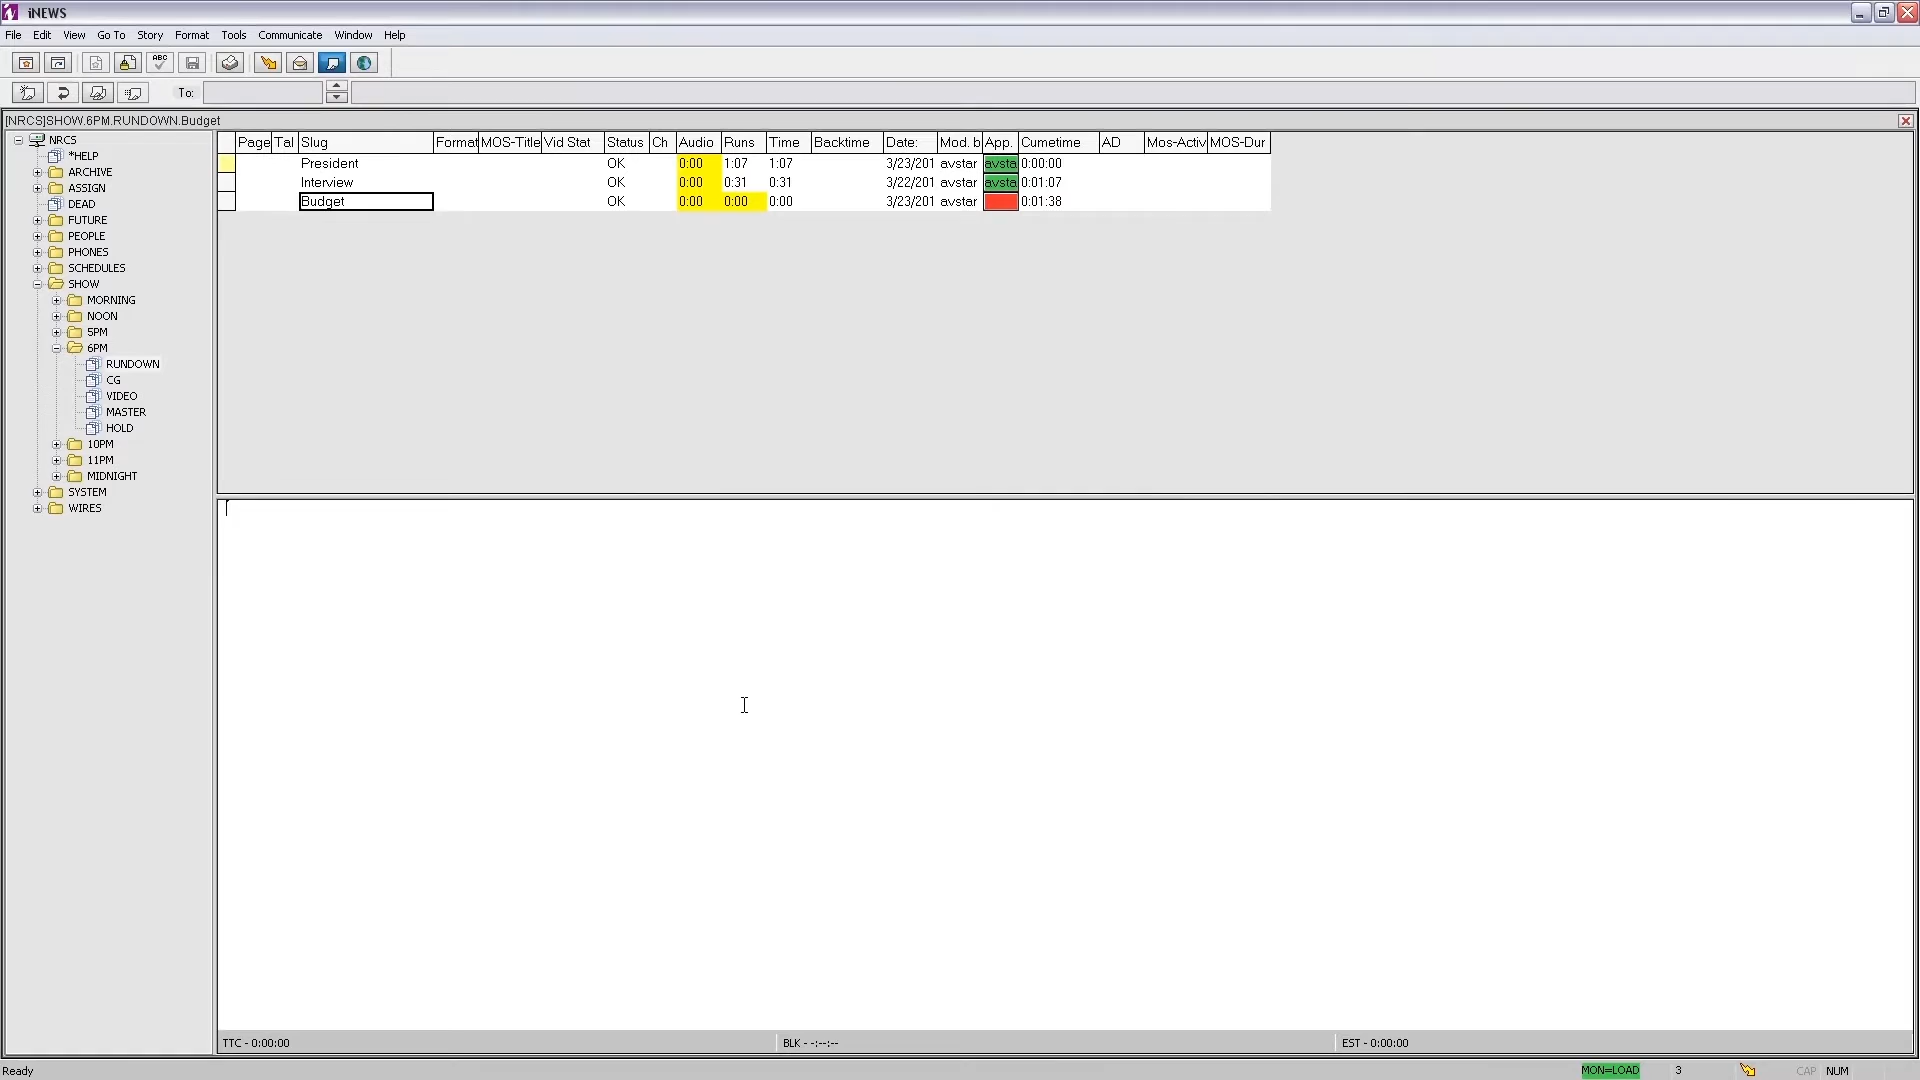 iNEWS
File Edit View Go To Story Format Tools Communicate Window Help
ABC
To:
[NRCS]SHOW.6PM.RUNDOWN.Budget
NRCS
*HELP
ARCHIVE
ASSIGN
DEAD
FUTURE
PEOPLE
PHONES
SCHEDULES
SHOW
MORNING
NOON
5PM
6PM
RUNDOWN
CG
VIDEO
MASTER
HOLD
10PM
11PM
MIDNIGHT
SYSTEM
WIRES
Page Tal Slug Format MOS-Title Vid Stat Status Ch Audio Runs Time Backtime Date: Mod. b App. Cumetime AD Mos-Activ MOS-Dur
President OK 0:00 1:07 1:07 3/23/201 avstar avsta 0:00:00
Interview OK 0:00 0:31 0:31 3/22/201 avstar avsta 0:01:07
Budget OK 0:00 0:00 0:00 3/23/201 avstar 0:01:38
TTC - 0:00:00 BLK - -:--:-- EST - 0:00:00
Ready MON=LOAD 3 CAP NUM